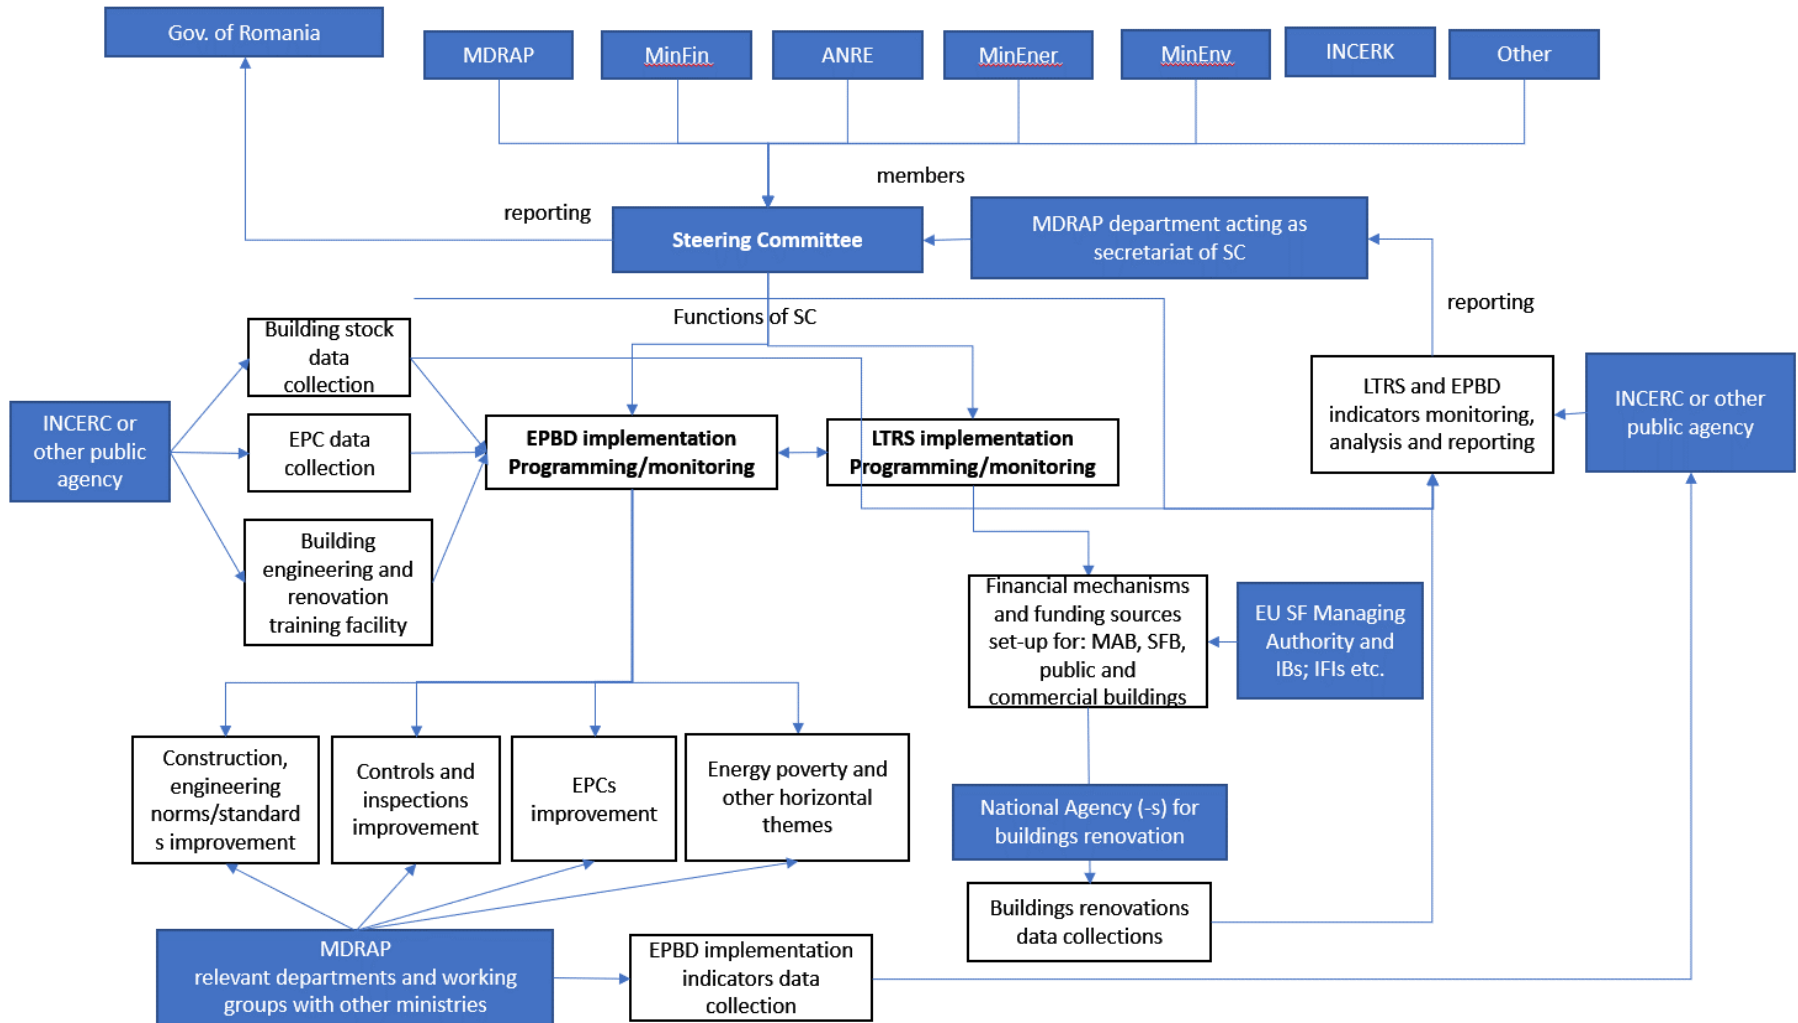 Gov. of Romania
MDRAP
MinFin
ANRE
MinEner
MinEnv
INCERK
Other
members
reporting
Steering Committee
MDRAP department acting as
secretariat of SC
reporting
Functions of SC
Building stock
data
collection
INCERC or
other public
agency
EPC data
collection
Building
engineering and
renovation
training facility
EPBD implementation
Programming/monitoring
LTRS implementation
Programming/monitoring
LTRS and EPBD
indicators monitoring,
analysis and reporting
INCERC or other
public agency
Financial mechanisms
and funding sources
set-up for: MAB, SFB,
public and
commercial buildings
EU SF Managing
Authority and
IBs; IFIs etc.
Construction,
engineering
norms/standard
s improvement
Controls and
inspections
improvement
EPCs
improvement
Energy poverty and
other horizontal
themes
National Agency (-s) for
buildings renovation
Buildings renovations
data collections
MDRAP
relevant departments and working
groups with other ministries
EPBD implementation
indicators data
collection